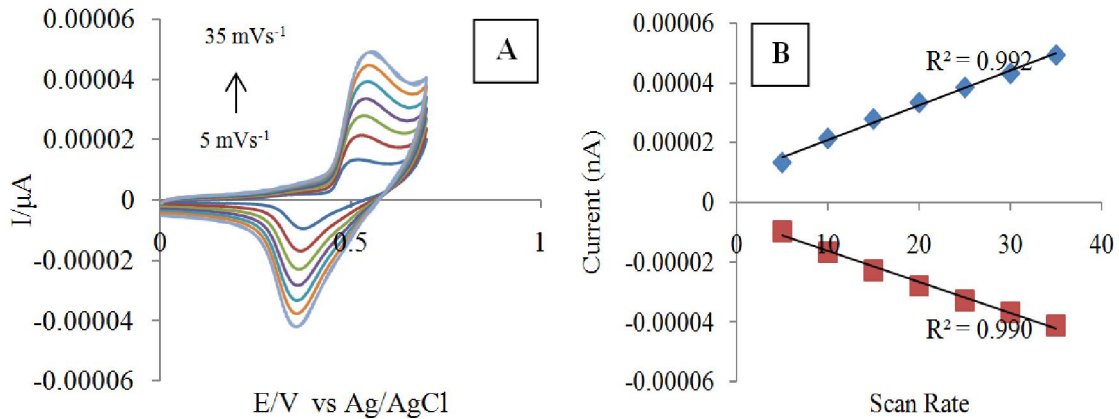 A
35 mVs-1
5 mVs-1
0.00006
0.00004
0.00002
0
-0.00002
-0.00004
-0.00006
I/µA
0
0.5
1
E/V vs Ag/AgCl
B
R² = 0.992
R² = 0.990
0.00006
0.00004
0.00002
0
-0.00002
-0.00004
-0.00006
Current (nA)
0
10
20
30
40
Scan Rate